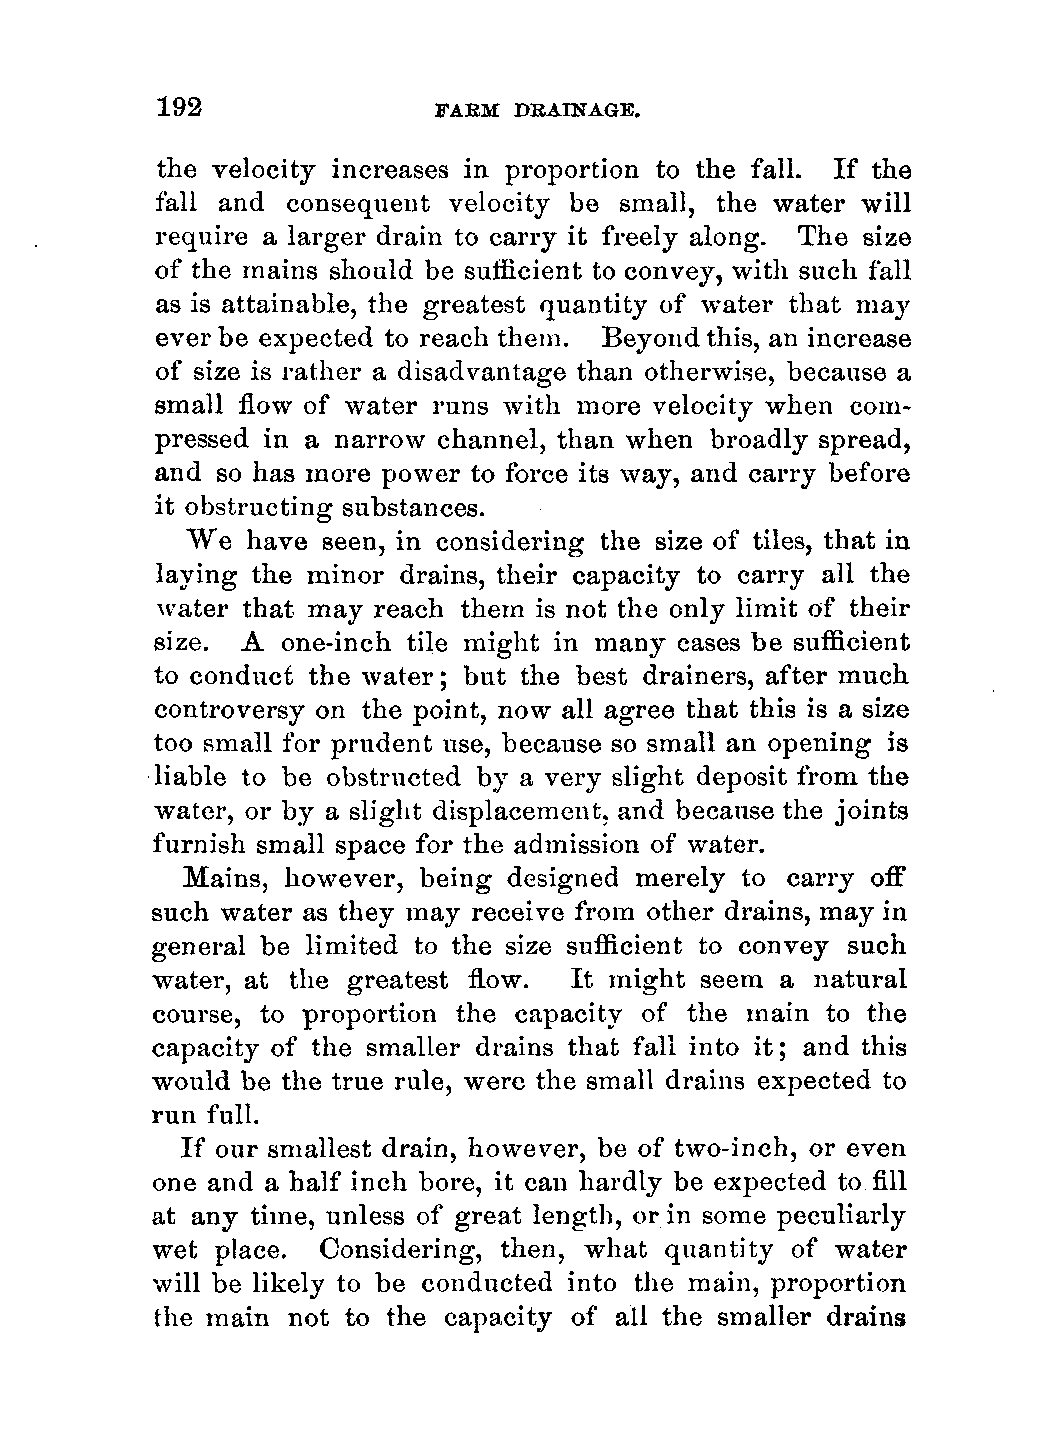 192 FARM DRAINAGE.
the velocity increases in proportion to the fall. If the
fall and consequent velocity be small, the water will
require a larger drain to carry it freely along. The size
of the mains should be sufficient to convey, with such fall
as is attainable, the greatest quantity of water that may
ever be expected to reach them. Beyond this, an increase
of size is rather a disadvantage than otherwise, because a
small flow of water runs with more velocity when com-
pressed in a narrow channel, than when broadly spread,
and so has more power to force its way, and carry before
it obstructing substances.
We have seen, in considering the size of tiles, that in
laying the minor drains, their capacity to carry all the
water that may reach them is not the only limit of their
size. A one-inch tile might in many cases be sufficient
to conduct the water; but the best drainers, after much
controversy on the point, now all agree that this is a size
too small for prudent use, because so small an opening is
liable to be obstructed by a very slight deposit from the
water, or by a slight displacement, and because the joints
furnish small space for the admission of water.
Mains, however, being designed merely to carry off
such water as they may receive from other drains, may in
general be limited to the size sufficient to convey such
water, at the greatest flow. It might seem a natural
course, to proportion the capacity of the main to the
capacity of the smaller drains that fall into it; and this
would be the true rule, were the small drains expected to
run full.
If our smallest drain, however, be of two-inch, or even
one and a half inch bore, it can hardly be expected to fill
at any time, unless of great length, or in some peculiarly
wet place. Considering, then, what quantity of water
will be likely to be conducted into the main, proportion
the main not to the capacity of all the smaller drains